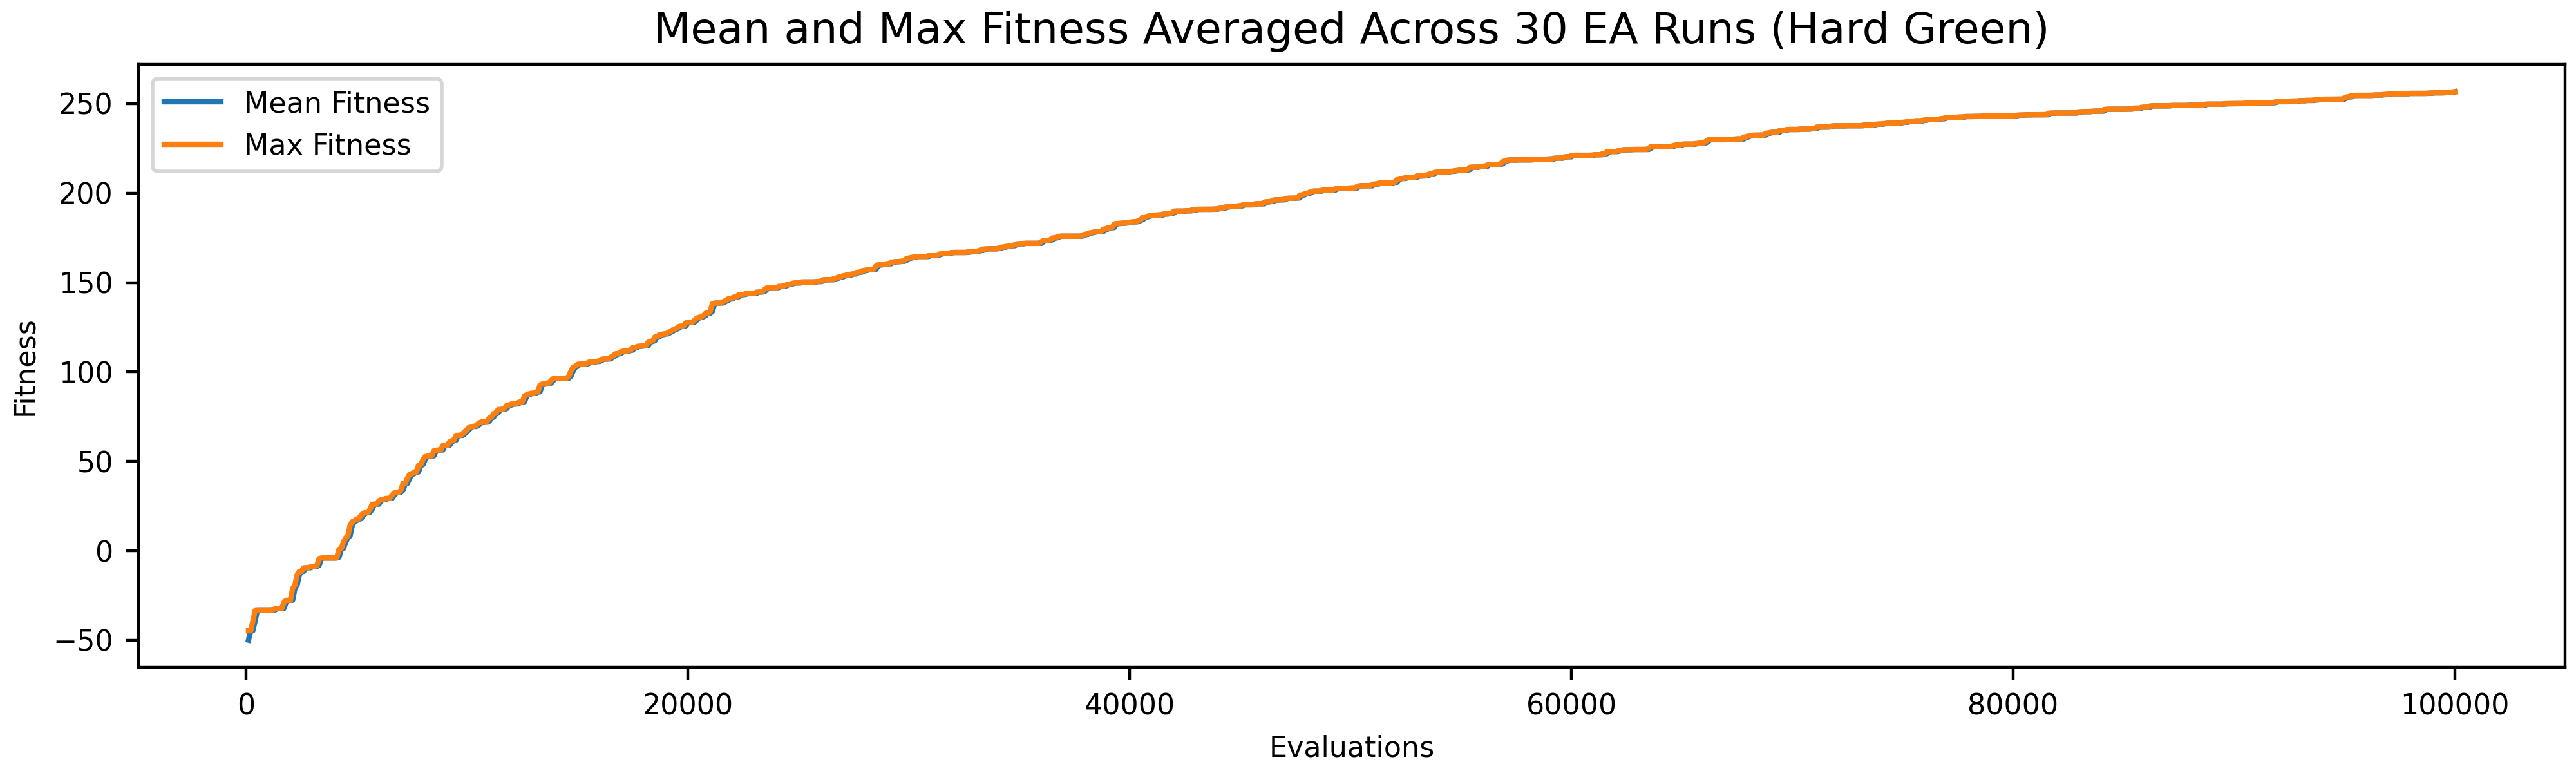 Mean and Max Fitness Averaged Across 30 EA Runs (Hard Green)
Mean Fitness
Max Fitness
250
200
150
100
50
0
−50
Fitness
0 20000 40000 60000 80000 100000
Evaluations